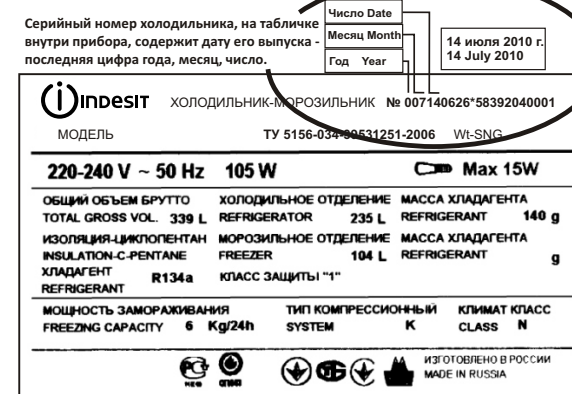 Серийный номер холодильника, на табличке
внутри прибора, содержит дату его выпуска -
последняя цифра года, месяц, число.
Число Date
Месяц Month
Год Year
14 июля 2010 г.
14 July 2010
INDESIT ХОЛОДИЛЬНИК-МОРОЗИЛЬНИК № 007140626*58392040001
МОДЕЛЬ ТУ 5156-034-39531251-2006 Wt-SNG
220-240 V ~ 50 Hz 105 W Max 15W
ОБЩИЙ ОБЪЕМ БРУТТО ХОЛОДИЛЬНОЕ ОТДЕЛЕНИЕ МАССА ХЛАДАГЕНТА
TOTAL GROSS VOL. 339 L REFRIGERATOR 235 L REFRIGERANT 140 g
ИЗОЛЯЦИЯ-ЦИКЛОПЕНТАН МОРОЗИЛЬНОЕ ОТДЕЛЕНИЕ МАССА ХЛАДАГЕНТА
INSULATION-C-PENTANE FREEZER 104 L REFRIGERANT g
ХЛАДАГЕНТ R134a КЛАСС ЗАЩИТЫ "1"
REFRIGERANT
МОЩНОСТЬ ЗАМОРАЖИВАНИЯ ТИП КОМПРЕССИОННЫЙ КЛИМАТ КЛАСС
FREEZING CAPACITY 6 Kg/24h SYSTEM K CLASS N
ИЗГОТОВЛЕНО В РОССИИ
MADE IN RUSSIA